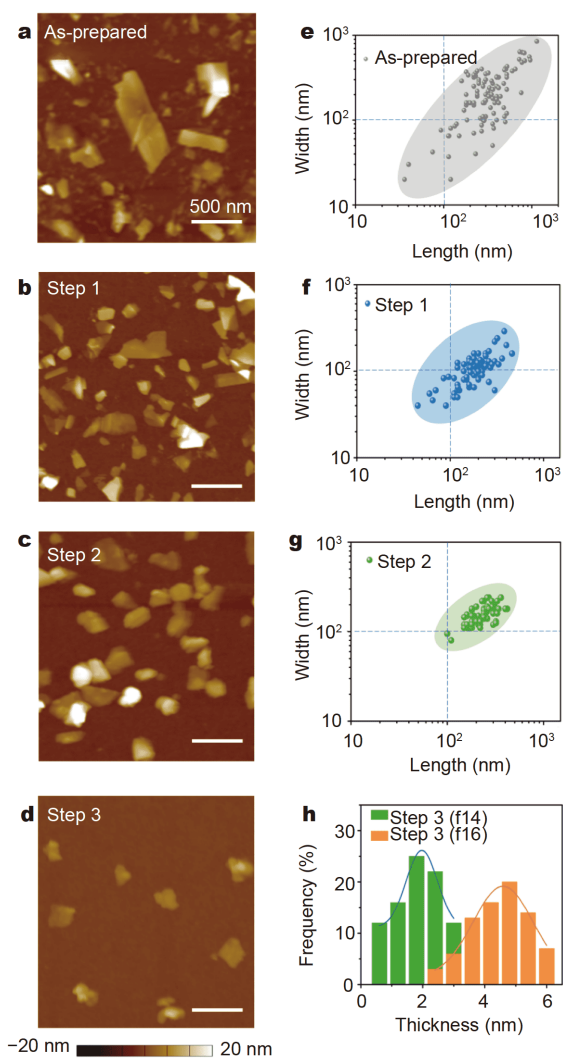 a
As-prepared
500 nm
b
Step 1
c
Step 2
d
Step 3
−20 nm
20 nm
e
As-prepared
10³
10²
10
Width (nm)
10
10²
10³
Length (nm)
f
Step 1
10³
10²
10
Width (nm)
10
10²
10³
Length (nm)
g
Step 2
10³
10²
10
Width (nm)
10
10²
10³
Length (nm)
h
Step 3 (f14)
Step 3 (f16)
30
20
10
0
Frequency (%)
0
2
4
6
Thickness (nm)